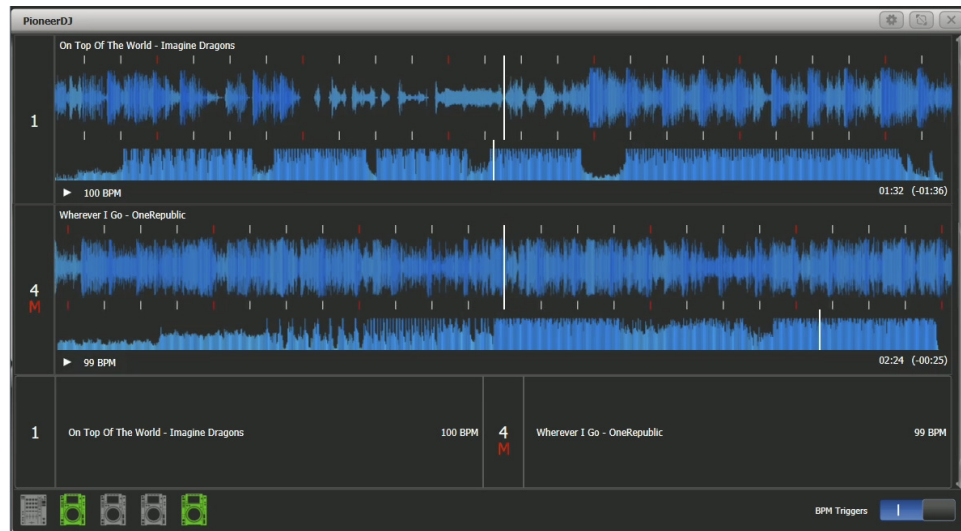 PioneerDJ
On Top Of The World - Imagine Dragons
1
100 BPM
01:32 (-01:36)
Wherever I Go - OneRepublic
4
M
99 BPM
02:24 (-00:25)
1
On Top Of The World - Imagine Dragons
100 BPM
4
M
Wherever I Go - OneRepublic
99 BPM
BPM Triggers